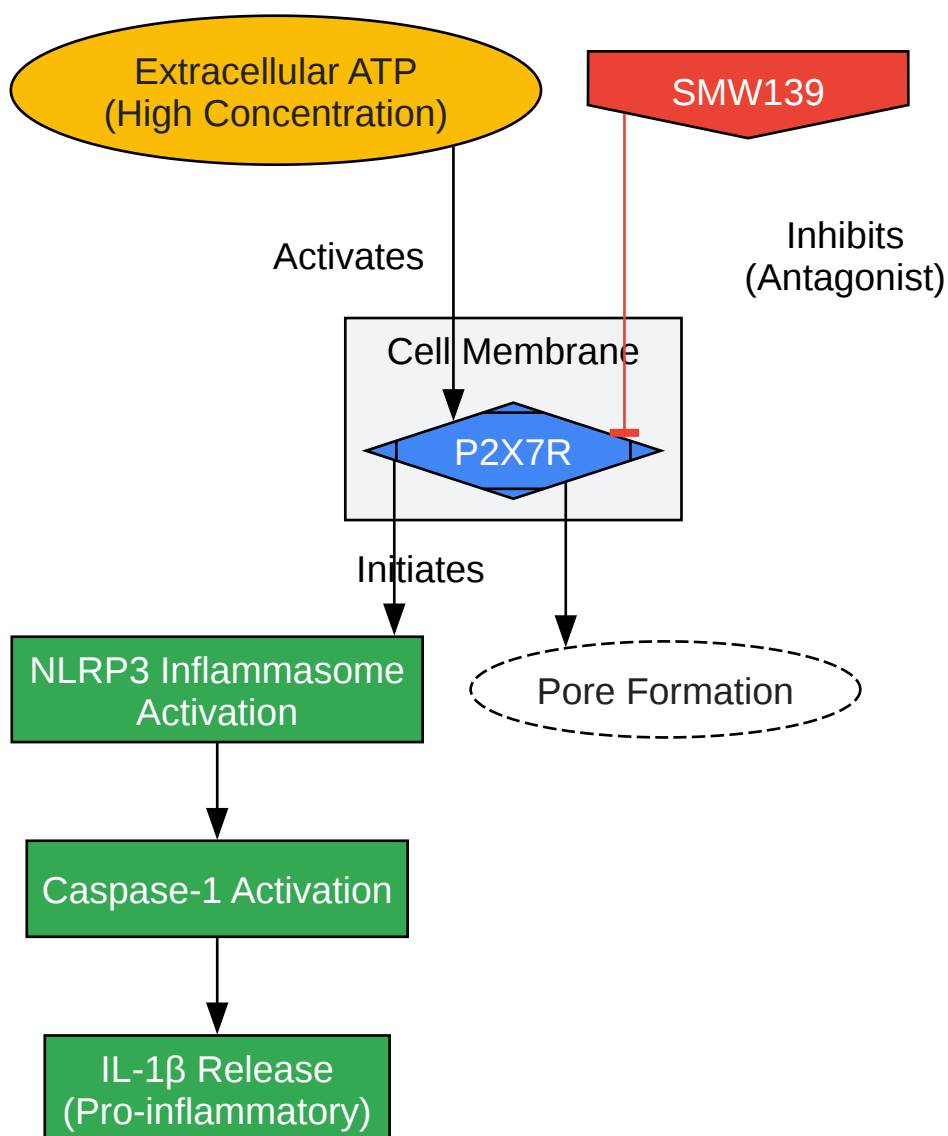 Extracellular ATP
(High Concentration)
SMW139
Activates
Inhibits
(Antagonist)
Cell Membrane
P2X7R
Initiates
NLRP3 Inflammasome
Activation
Pore Formation
Caspase-1 Activation
IL-1β Release
(Pro-inflammatory)